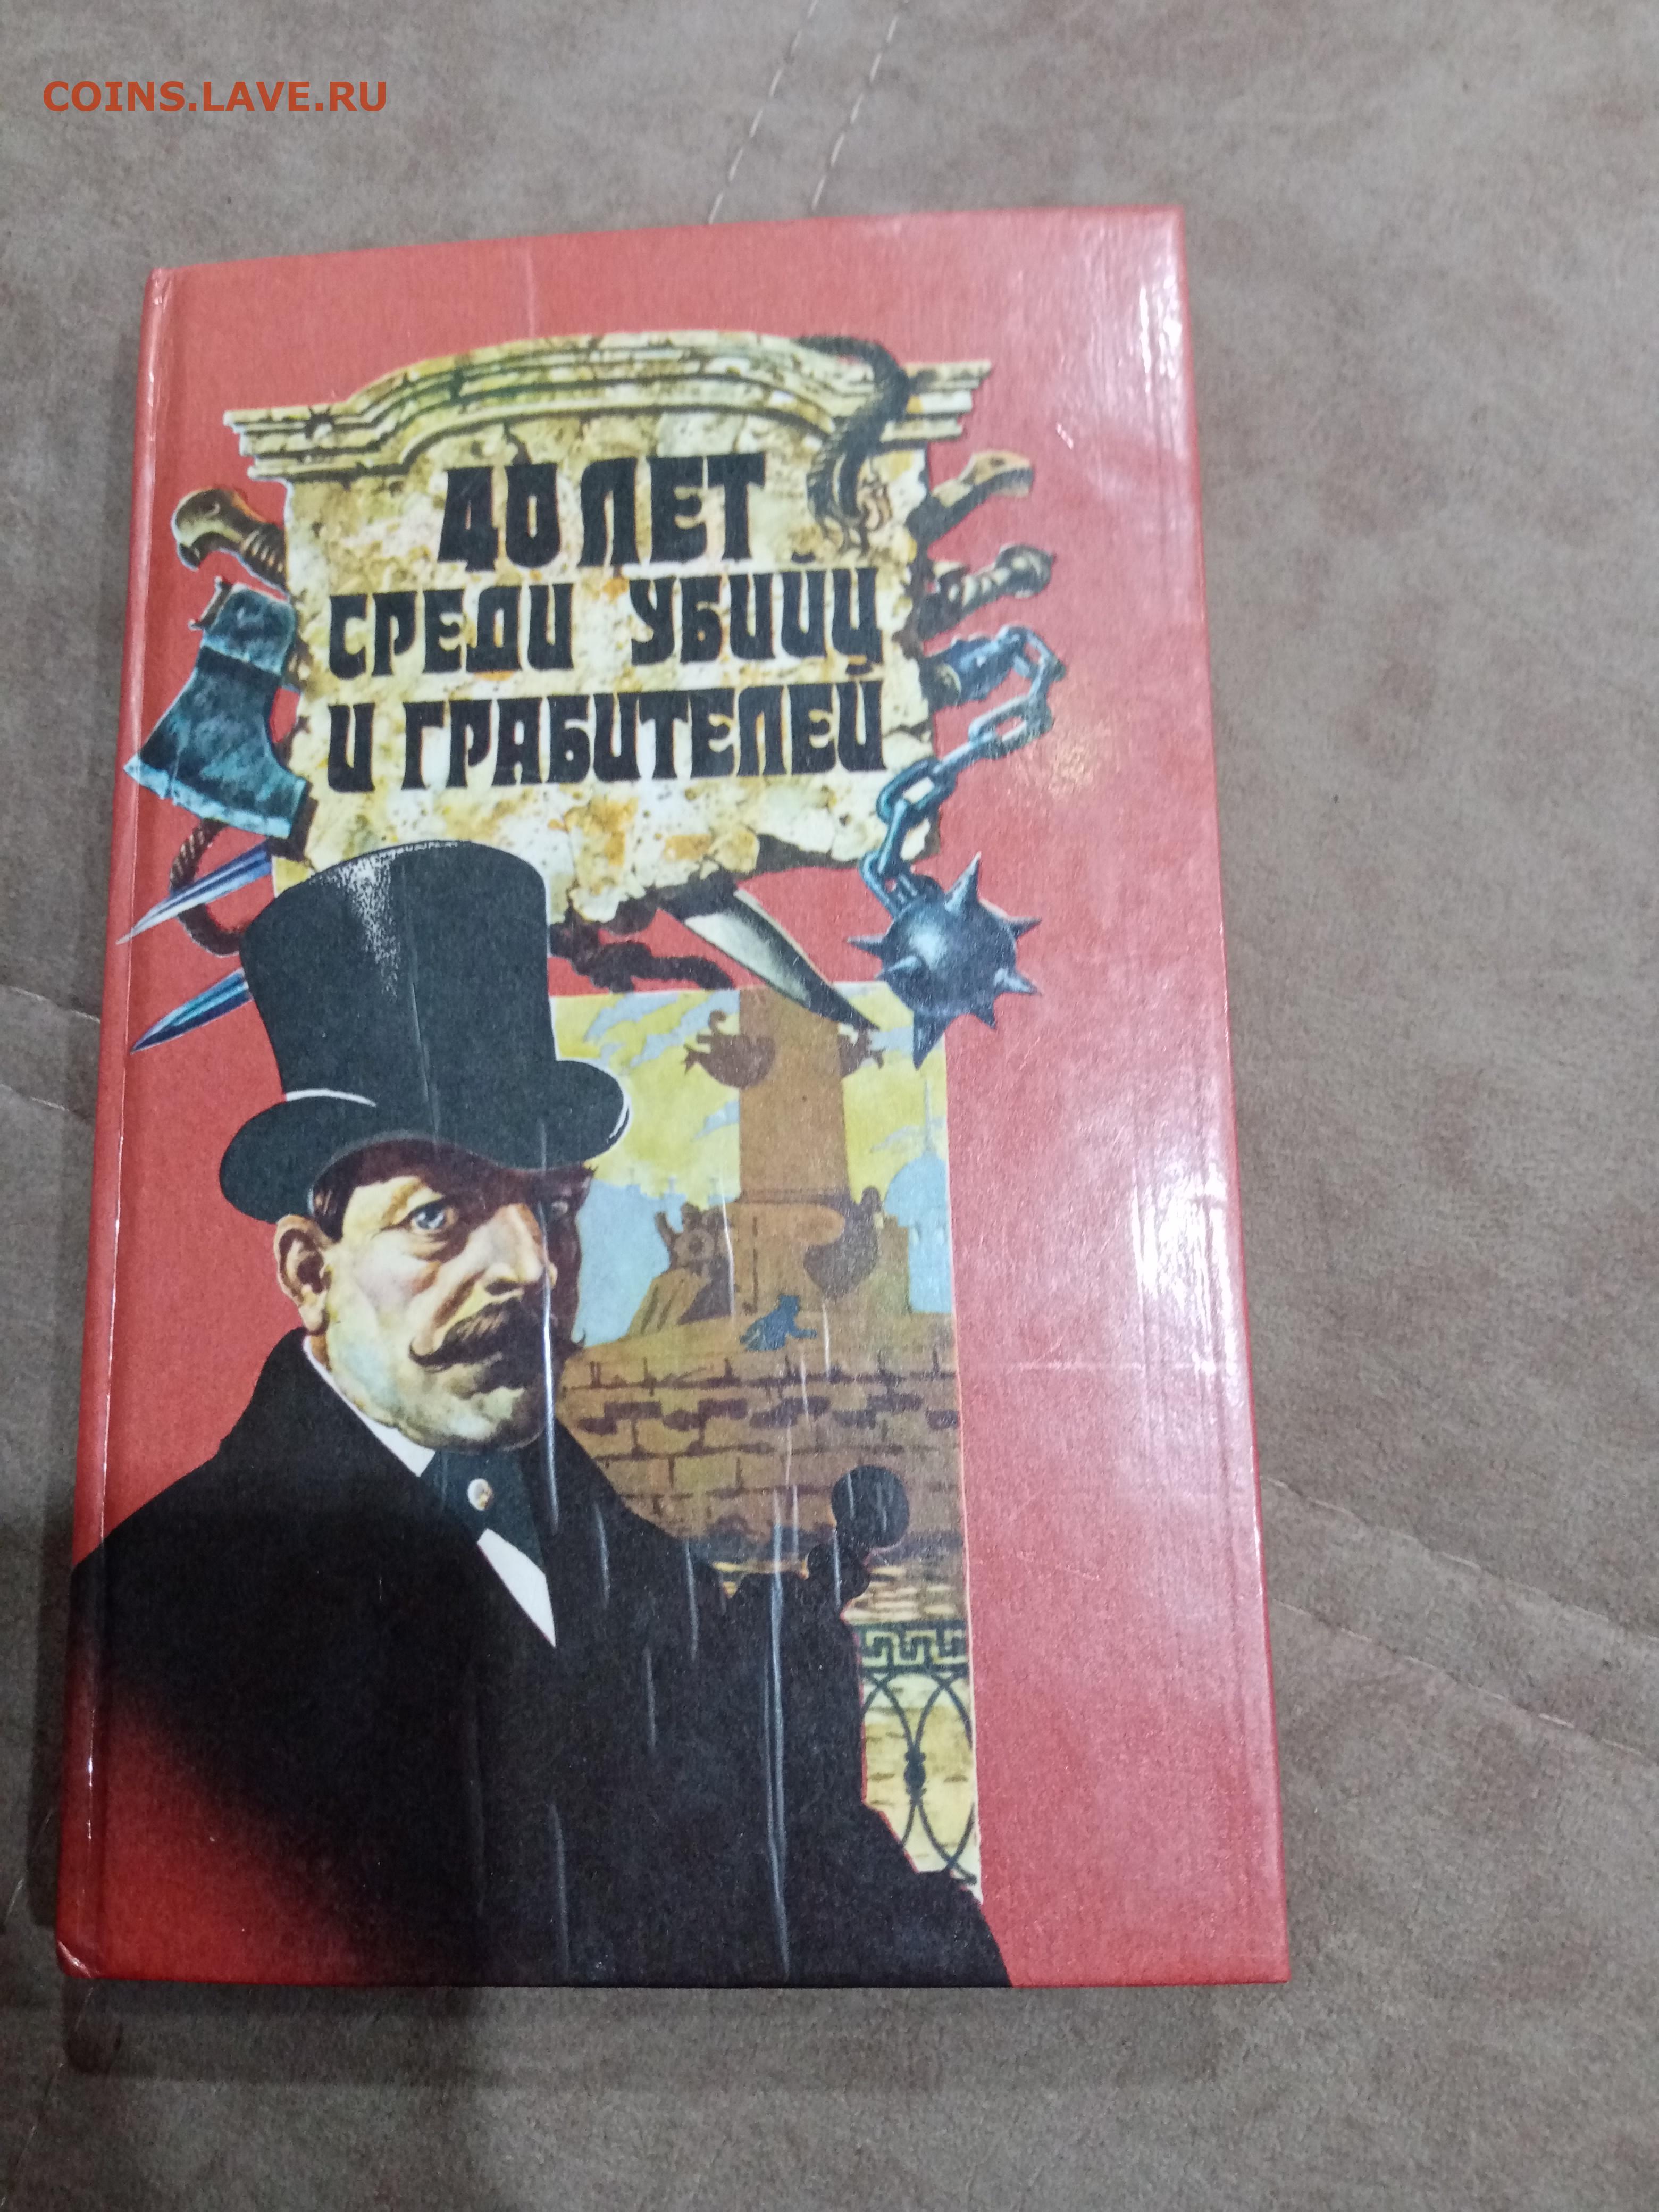 COINS.LAVE.RU
40 ЛЕТ
СРЕДИ УБИЙЦ
И ГРАБИТЕЛЕЙ